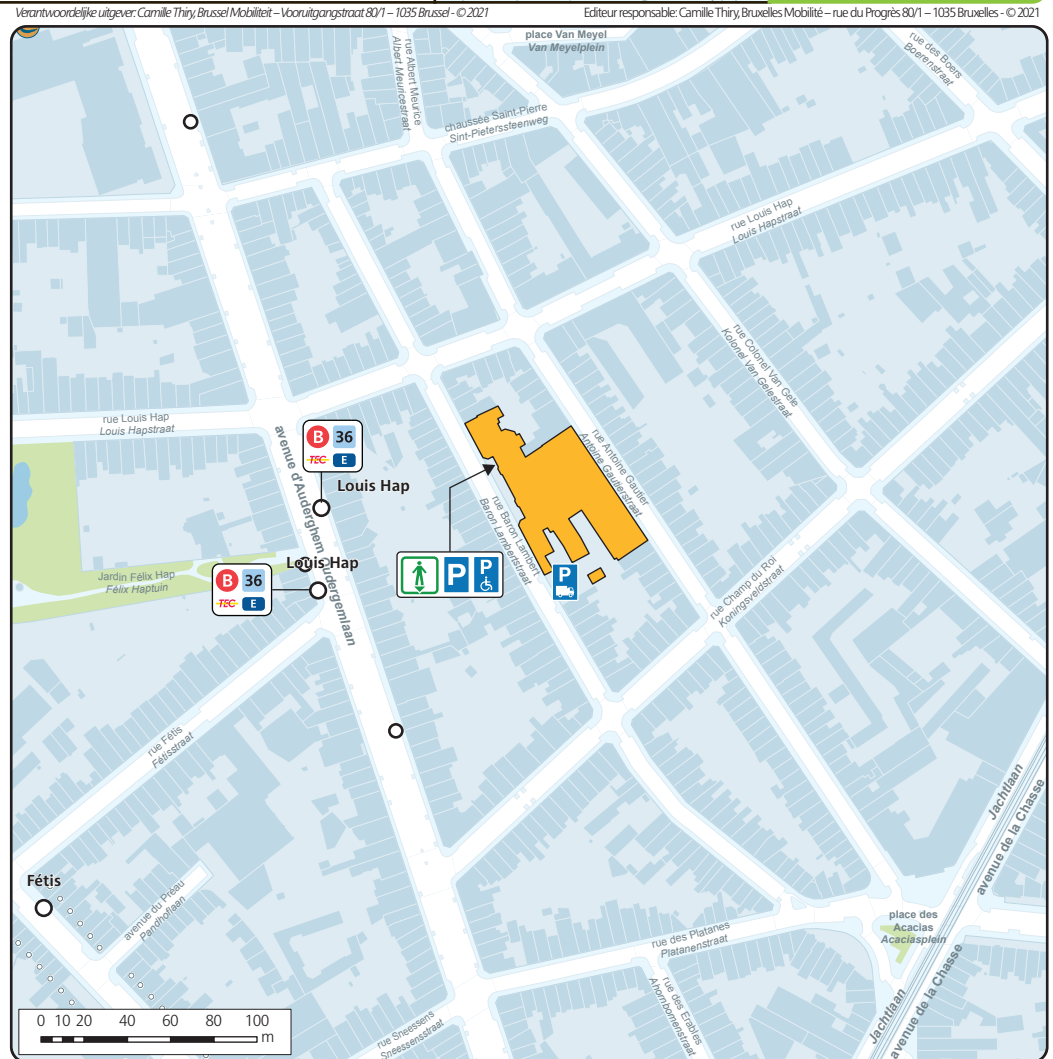 Verantwoordelijke uitgever: Camille Thiry, Brussel Mobiliteit – Vooruitgangstraat 80/1 – 1035 Brussel - © 2021
Editeur responsable: Camille Thiry, Bruxelles Mobilité – rue du Progrès 80/1 – 1035 Bruxelles - © 2021
place Van Meyel
Van Meyelplein
rue des Boers
Boerenstraat
rue Albert Meurice
Albert Meuricestraat
chaussée Saint-Pierre
Sint-Pieterssteenweg
rue Louis Hap
Louis Hapstraat
rue Colonel Van Gele
Kolonel Van Gelestraat
rue Louis Hap
Louis Hapstraat
avenue d'Auderghem Oudergemlaan
B 36
TEC E
Louis Hap
rue Antoine Gautier
Antoine Gautierstraat
rue Baron Lambert
Baron Lambertstraat
Louis Hap
B 36
TEC E
P P
P
Jardin Félix Hap
Félix Haptuin
rue Champ du Roi
Koningsveldstraat
rue Fétis
Fétisstraat
Jachtlaan
avenue de la Chasse
Fétis
avenue du Préau
Pandhoflaan
place des
Acacias
Acaciasplein
rue des Platanes
Platanenstraat
rue des Erables
Ahornbomenstraat
Jachtlaan
avenue de la Chasse
rue Sneessens
Sneessensstraat
0 10 20 40 60 80 100
m